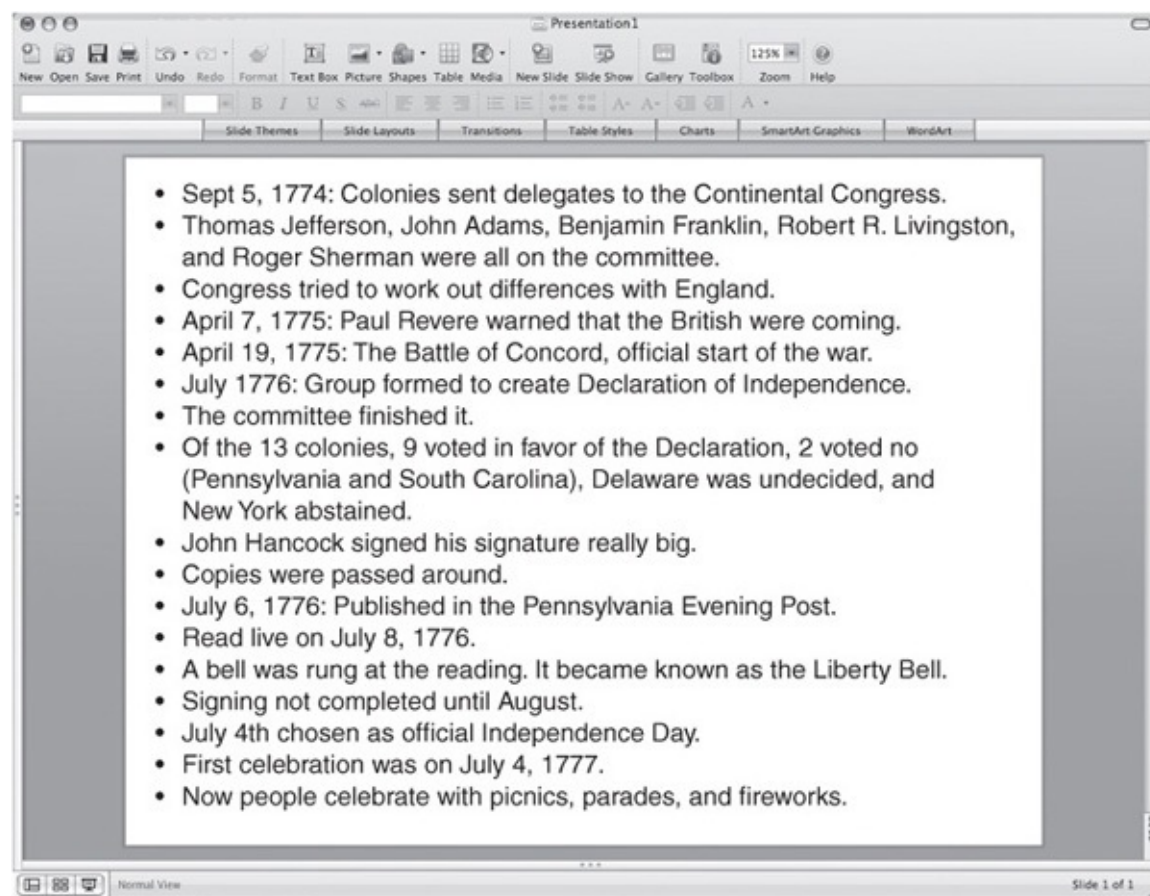 Presentation1
New Open Save Print Undo Redo Format Text Box Picture Shapes Table Media New Slide Slide Show Gallery Toolbox Zoom Help
125%
B I U S ABC A A A
Slide Themes Slide Layouts Transitions Table Styles Charts SmartArt Graphics WordArt
• Sept 5, 1774: Colonies sent delegates to the Continental Congress.
• Thomas Jefferson, John Adams, Benjamin Franklin, Robert R. Livingston,
and Roger Sherman were all on the committee.
• Congress tried to work out differences with England.
• April 7, 1775: Paul Revere warned that the British were coming.
• April 19, 1775: The Battle of Concord, official start of the war.
• July 1776: Group formed to create Declaration of Independence.
• The committee finished it.
• Of the 13 colonies, 9 voted in favor of the Declaration, 2 voted no
(Pennsylvania and South Carolina), Delaware was undecided, and
New York abstained.
• John Hancock signed his signature really big.
• Copies were passed around.
• July 6, 1776: Published in the Pennsylvania Evening Post.
• Read live on July 8, 1776.
• A bell was rung at the reading. It became known as the Liberty Bell.
• Signing not completed until August.
• July 4th chosen as official Independence Day.
• First celebration was on July 4, 1777.
• Now people celebrate with picnics, parades, and fireworks.
Normal View Slide 1 of 1